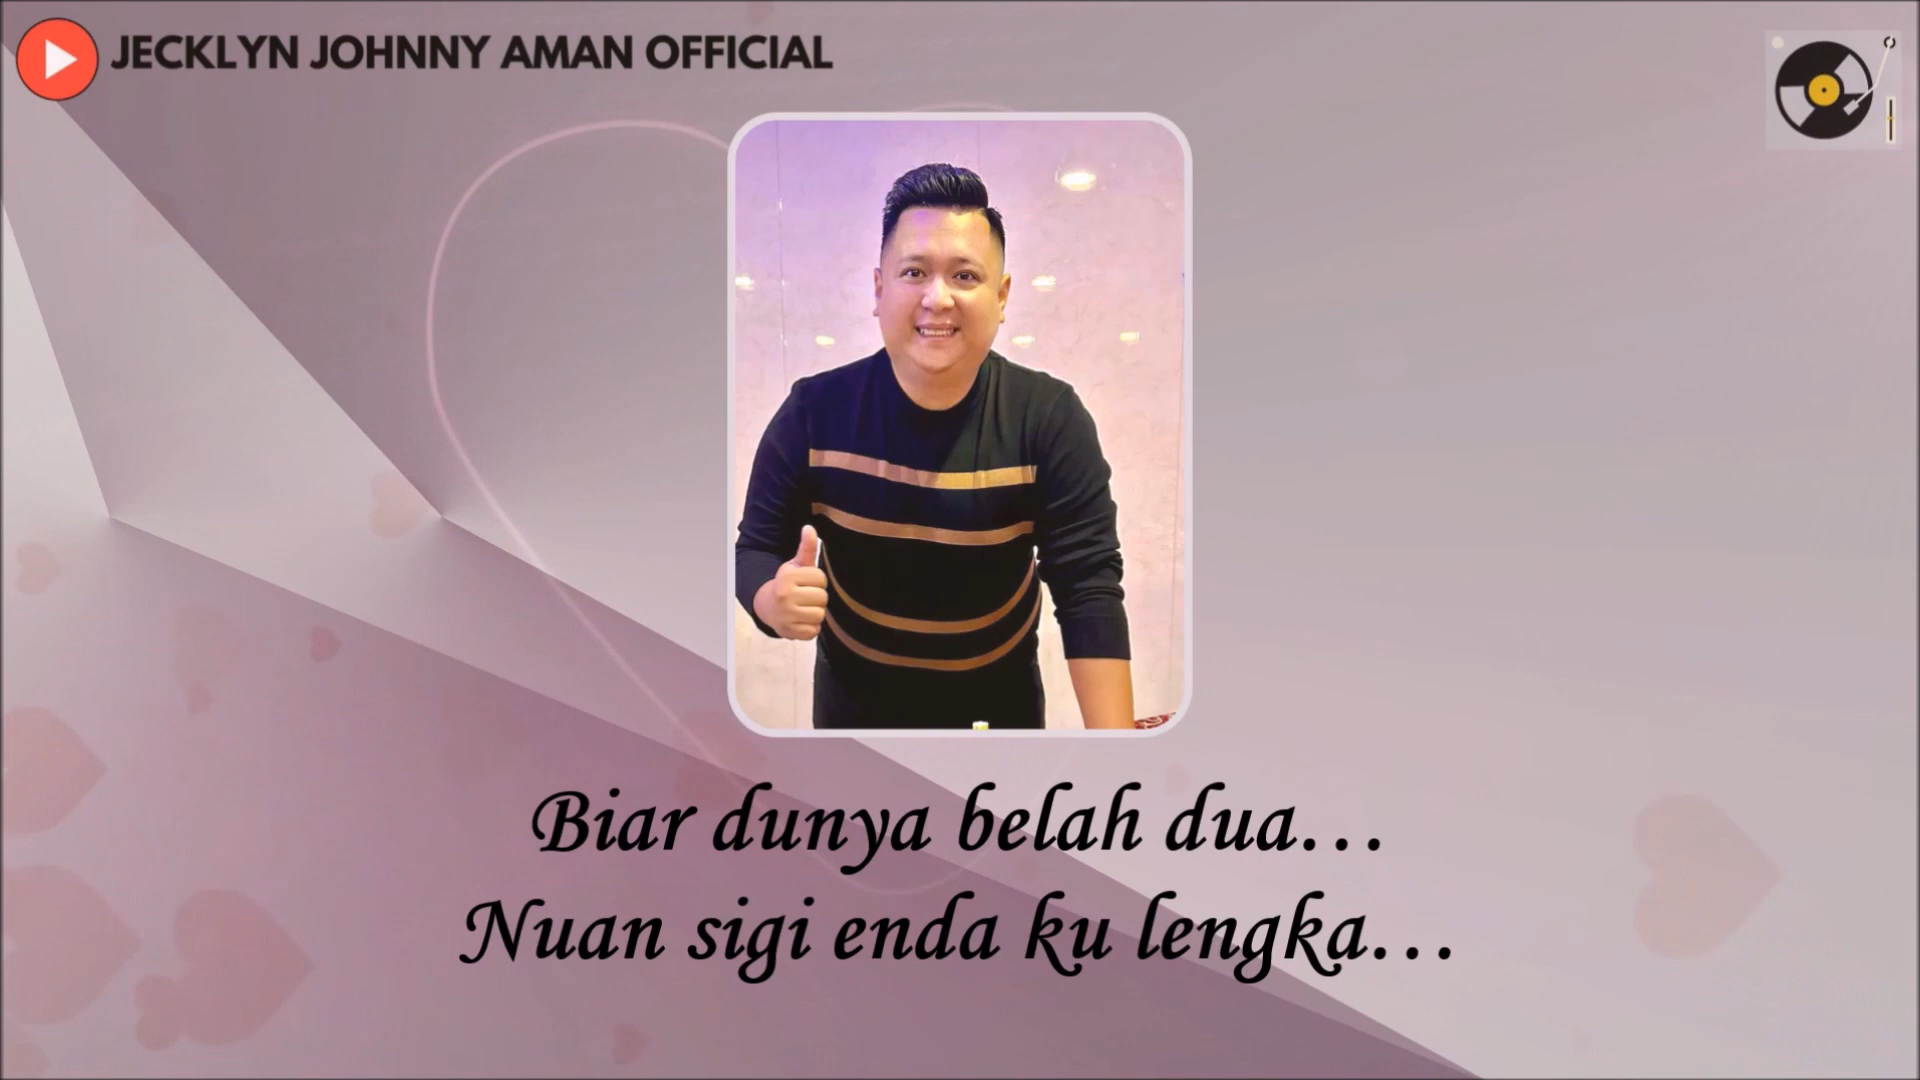 JECKLYN JOHNNY AMAN OFFICIAL
Biar dunya belah dua...
Nuan sigi enda ku lengka...